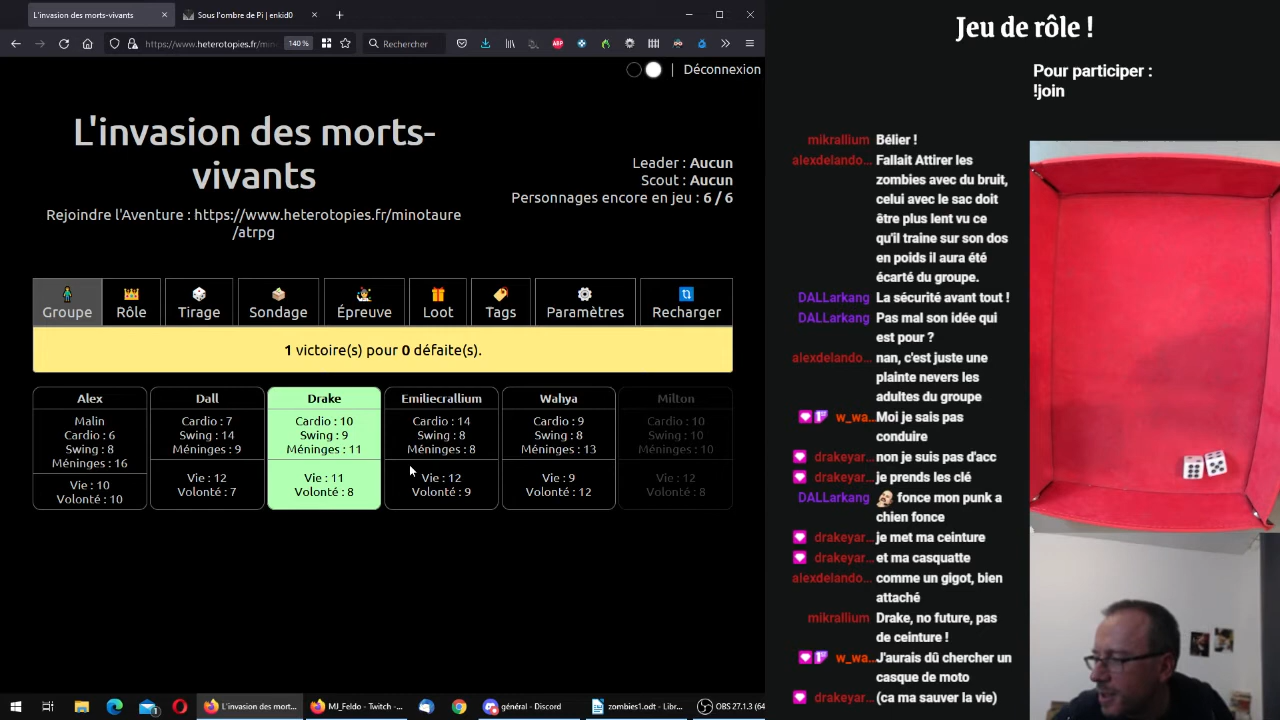 L'invasion des morts-vivants
Sous l'ombre de Pi | enkid0
https://www.heterotopies.fr/min
140 %
Rechercher
Déconnexion
L'invasion des morts-
vivants
Rejoindre l'Aventure : https://www.heterotopies.fr/minotaure
/atrpg
Leader : Aucun
Scout : Aucun
Personnages encore en jeu : 6 / 6
Groupe
Rôle
Tirage
Sondage
Épreuve
Loot
Tags
Paramètres
Recharger
1 victoire(s) pour 0 défaite(s).
Alex
Malin
Cardio : 6
Swing : 8
Méninges : 16
Vie : 10
Volonté : 10
Dall
Cardio : 7
Swing : 14
Méninges : 9
Vie : 12
Volonté : 7
Drake
Cardio : 10
Swing : 9
Méninges : 11
Vie : 11
Volonté : 8
Emiliecrallium
Cardio : 14
Swing : 8
Méninges : 8
Vie : 12
Volonté : 9
Wahya
Cardio : 9
Swing : 8
Méninges : 13
Vie : 9
Volonté : 12
Milton
Cardio : 10
Swing : 10
Méninges : 10
Vie : 12
Volonté : 8
Jeu de rôle !
Pour participer :
!join
mikrallium Bélier !
alexdelando... Fallait Attirer les
zombies avec du bruit,
celui avec le sac doit
être plus lent vu ce
qu'il traine sur son dos
en poids il aura été
écarté du groupe.
DALLarkang La sécurité avant tout !
DALLarkang Pas mal son idée qui
est pour ?
alexdelando... nan, c'est juste une
plainte nevers les
adultes du groupe
w_wa... Moi je sais pas
conduire
drakeyar... non je suis pas d'acc
drakeyar... je prends les clé
DALLarkang fonce mon punk a
chien fonce
drakeyar... je met ma ceinture
drakeyar... et ma casquatte
alexdelando... comme un gigot, bien
attaché
mikrallium Drake, no future, pas
de ceinture !
w_wa... J'aurais dû chercher un
casque de moto
drakeyar... (ca ma sauver la vie)
L'invasion des mort...
MJ_Feldo - Twitch -...
général - Discord
zombies1.odt - Libr...
OBS 27.1.3 (64